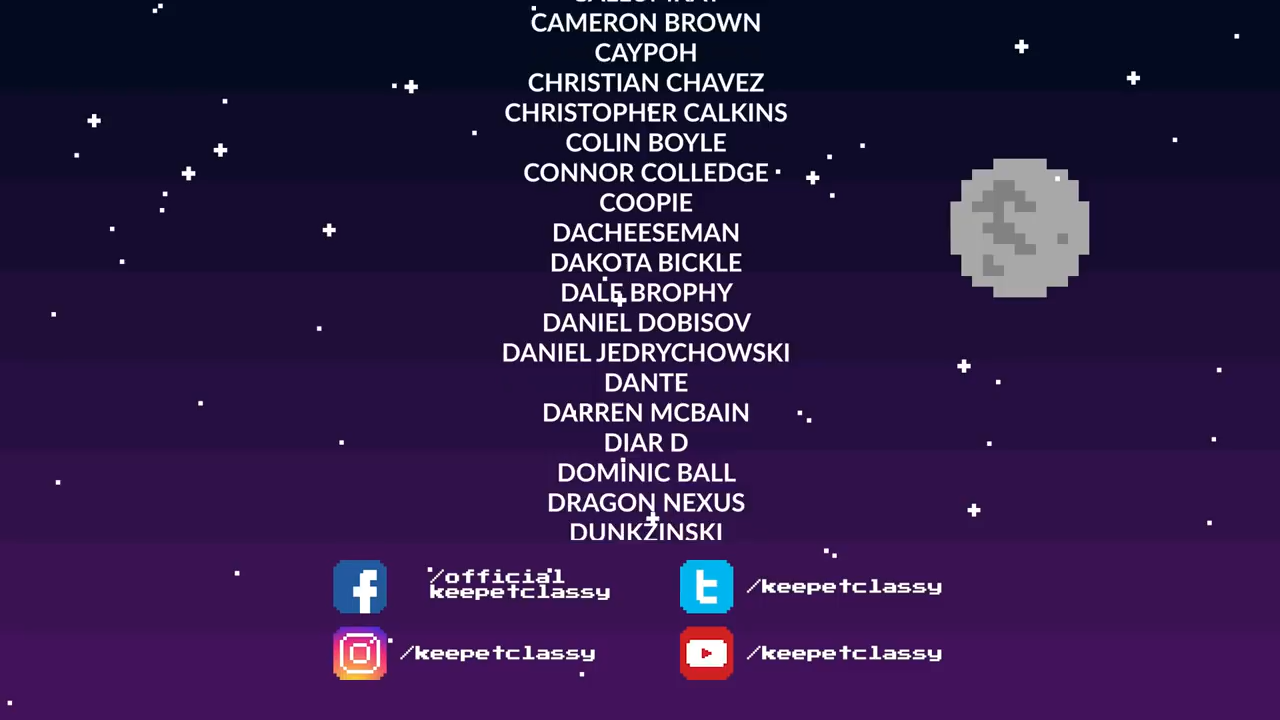 CAMERON BROWN
CAYPOH
CHRISTIAN CHAVEZ
CHRISTOPHER CALKINS
COLIN BOYLE
CONNOR COLLEDGE
COOPIE
DACHEESEMAN
DAKOTA BICKLE
DALE BROPHY
DANIEL DOBISOV
DANIEL JEDRYCHOWSKI
DANTE
DARREN MCBAIN
DIAR D
DOMINIC BALL
DRAGON NEXUS
DUNKZINSKI
/official
keepetclassy
/keepetclassy
/keepetclassy
/keepetclassy